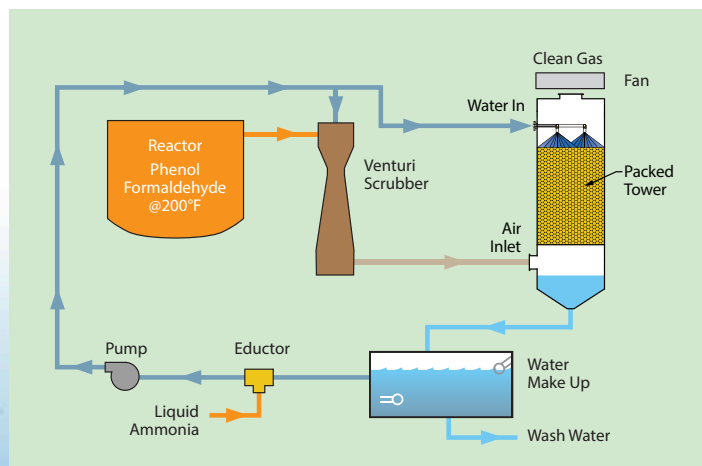 Clean Gas
Fan
Water In
Reactor
Phenol
Formaldehyde
@200°F
Venturi
Scrubber
Packed
Tower
Air
Inlet
Pump
Eductor
Water
Make Up
Liquid
Ammonia
Wash Water